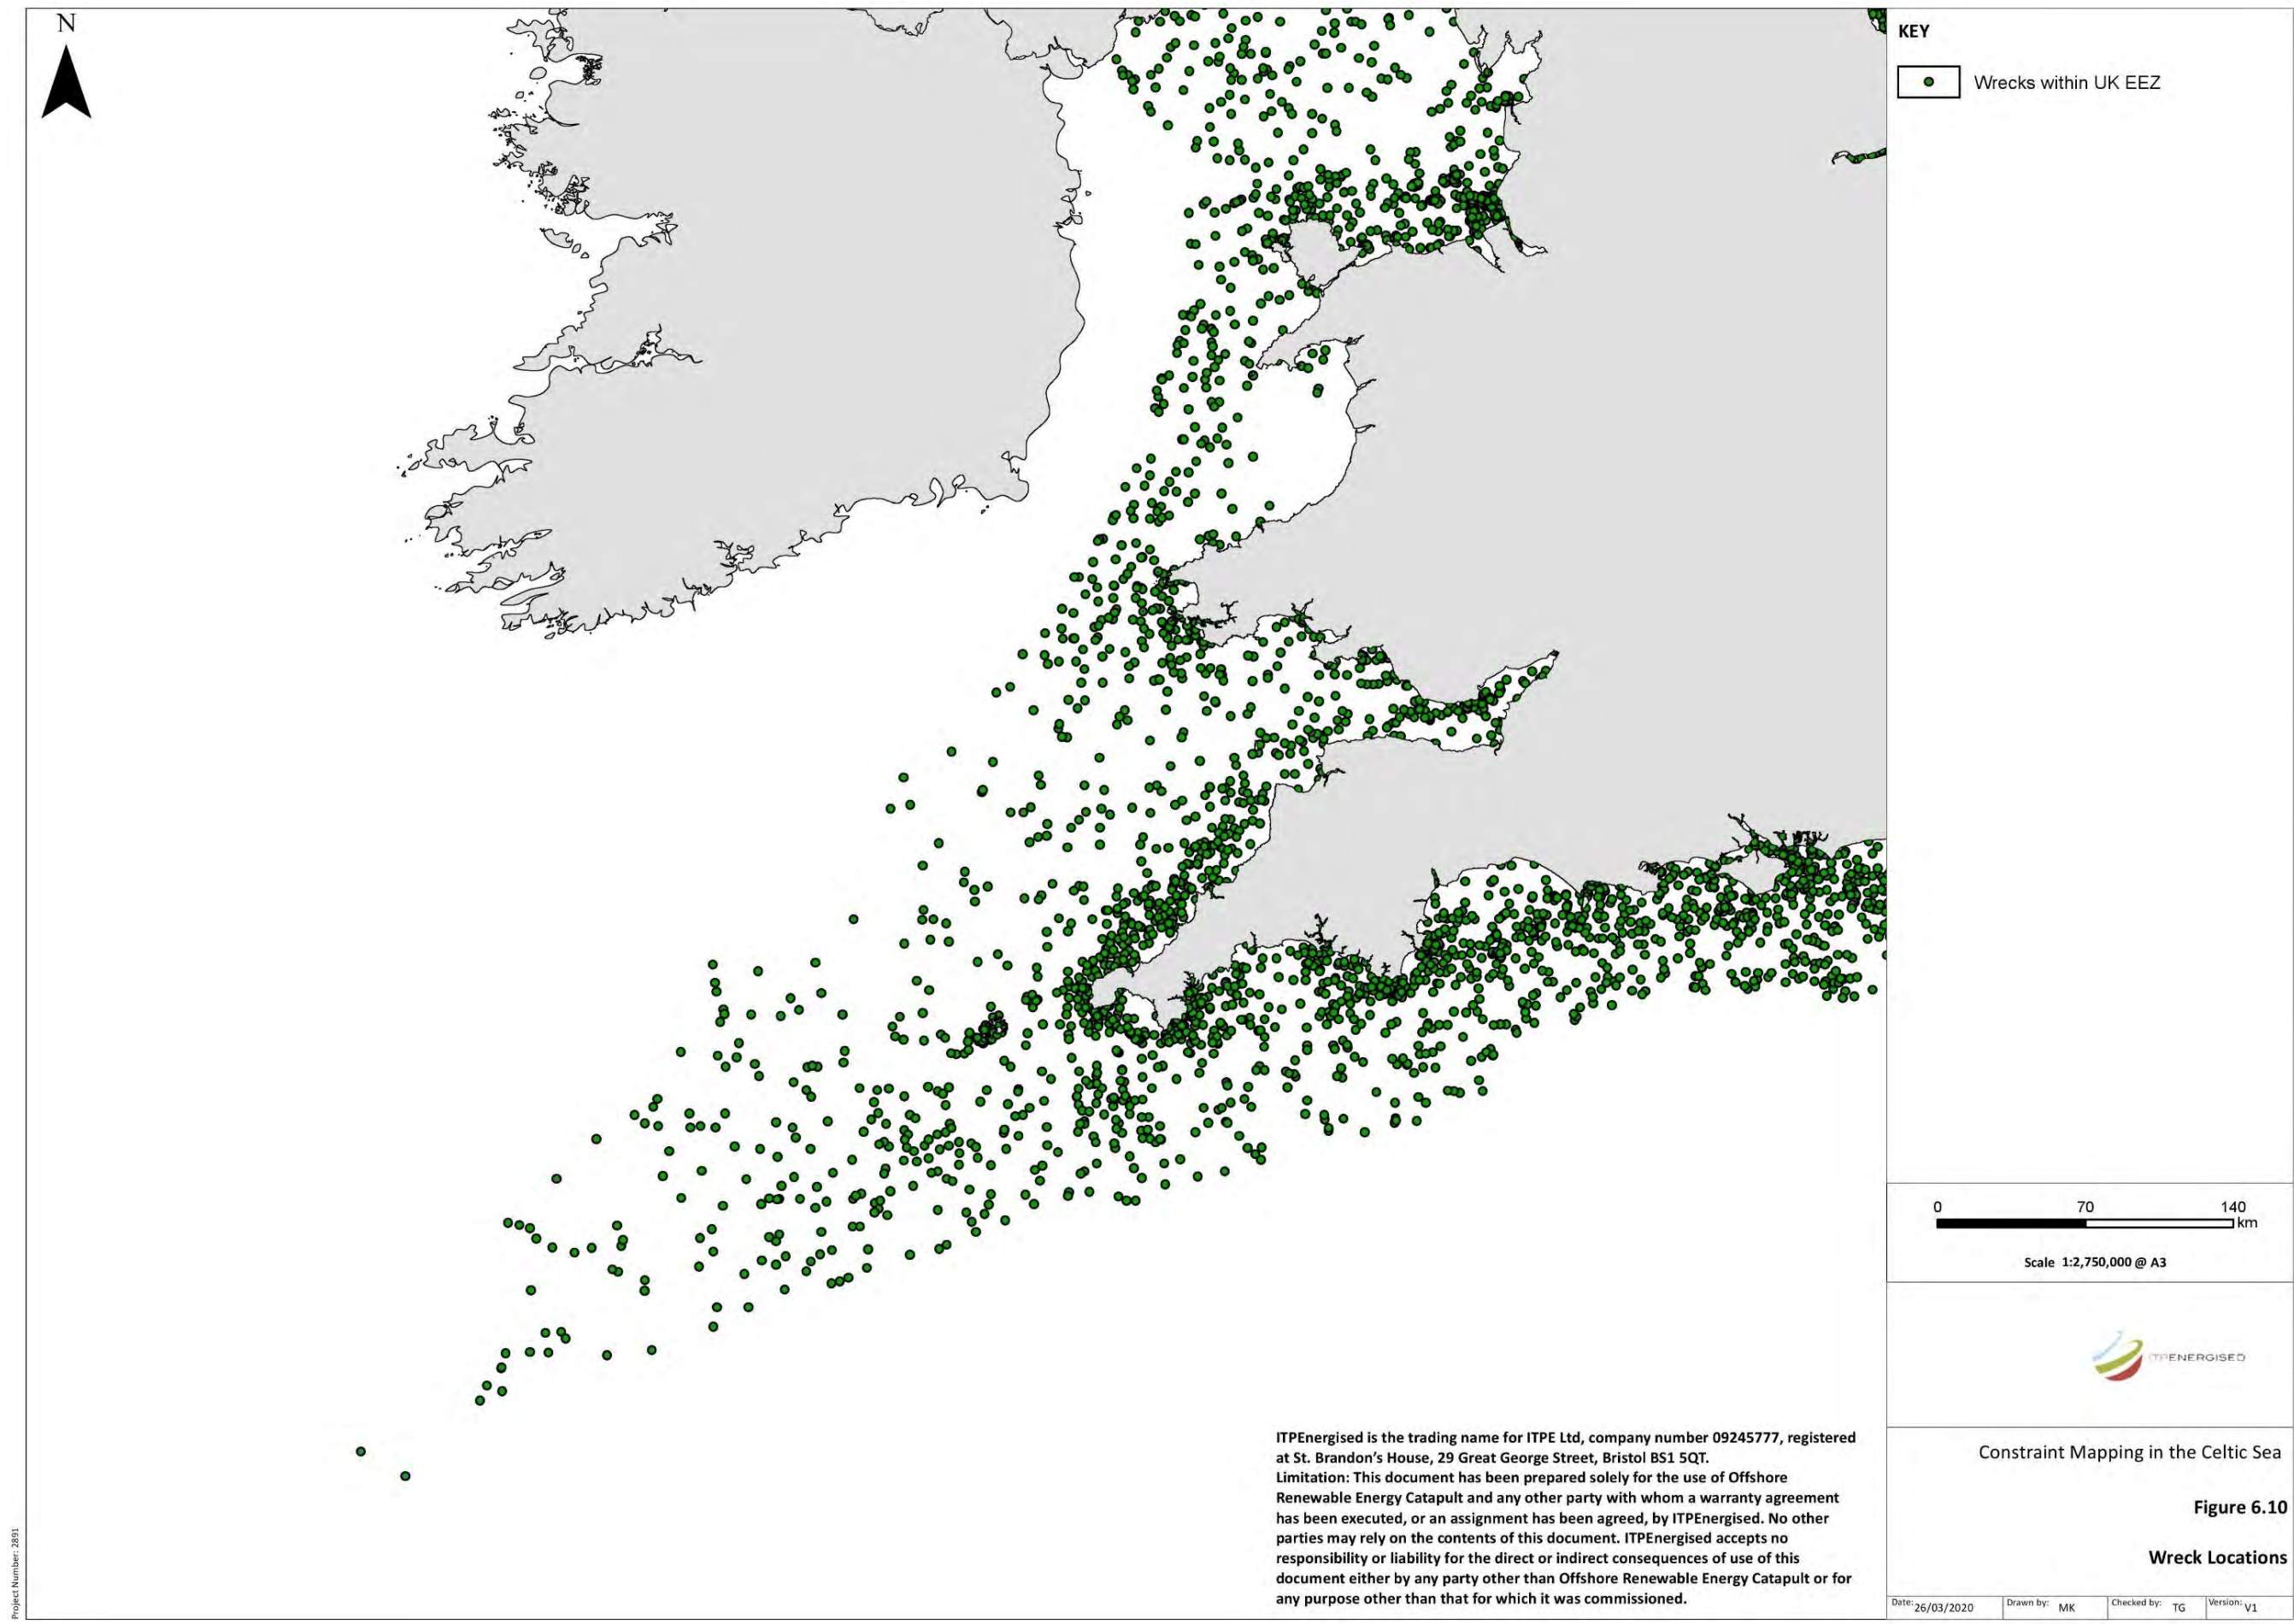 N
KEY
Wrecks within UK EEZ
0 70 140
km
Scale 1:2,750,000 @ A3
ITPENERGISED
Constraint Mapping in the Celtic Sea
Figure 6.10
Wreck Locations
Date: 26/03/2020 Drawn by: MK Checked by: TG Version: V1
ITPEnergised is the trading name for ITPE Ltd, company number 09245777, registered
at St. Brandon's House, 29 Great George Street, Bristol BS1 5QT.
Limitation: This document has been prepared solely for the use of Offshore
Renewable Energy Catapult and any other party with whom a warranty agreement
has been executed, or an assignment has been agreed, by ITPEnergised. No other
parties may rely on the contents of this document. ITPEnergised accepts no
responsibility or liability for the direct or indirect consequences of use of this
document either by any party other than Offshore Renewable Energy Catapult or for
any purpose other than that for which it was commissioned.
Project Number: 2891